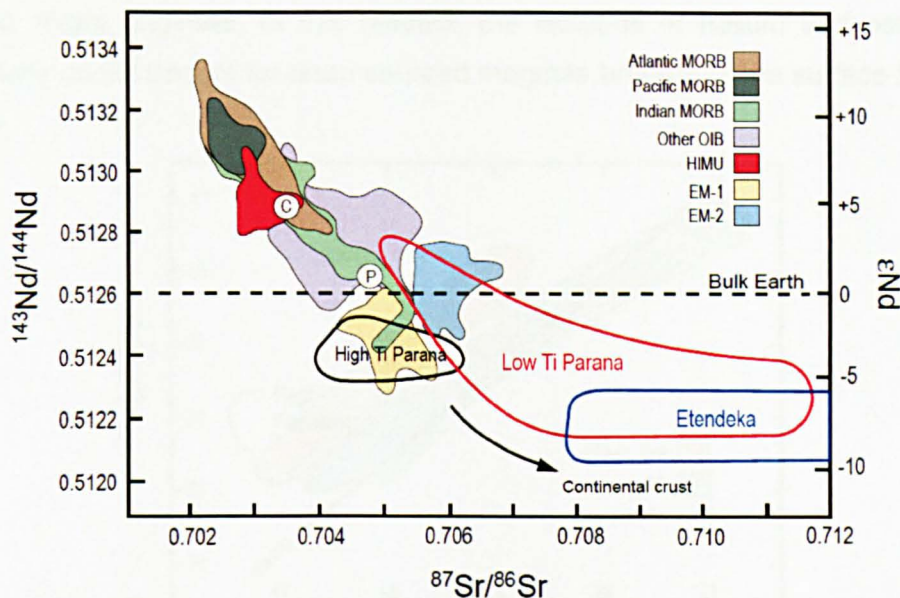 0.5134
0.5132
0.5130
0.5128
0.5126
0.5124
0.5122
0.5120
¹⁴³Nd/¹⁴⁴Nd
Atlantic MORB
Pacific MORB
Indian MORB
Other OIB
HIMU
EM-1
EM-2
C
P
Bulk Earth
High Ti Parana
Low Ti Parana
Etendeka
Continental crust
+15
+10
+5
0
-5
-10
εNd
0.702
0.704
0.706
0.708
0.710
0.712
⁸⁷Sr/⁸⁶Sr